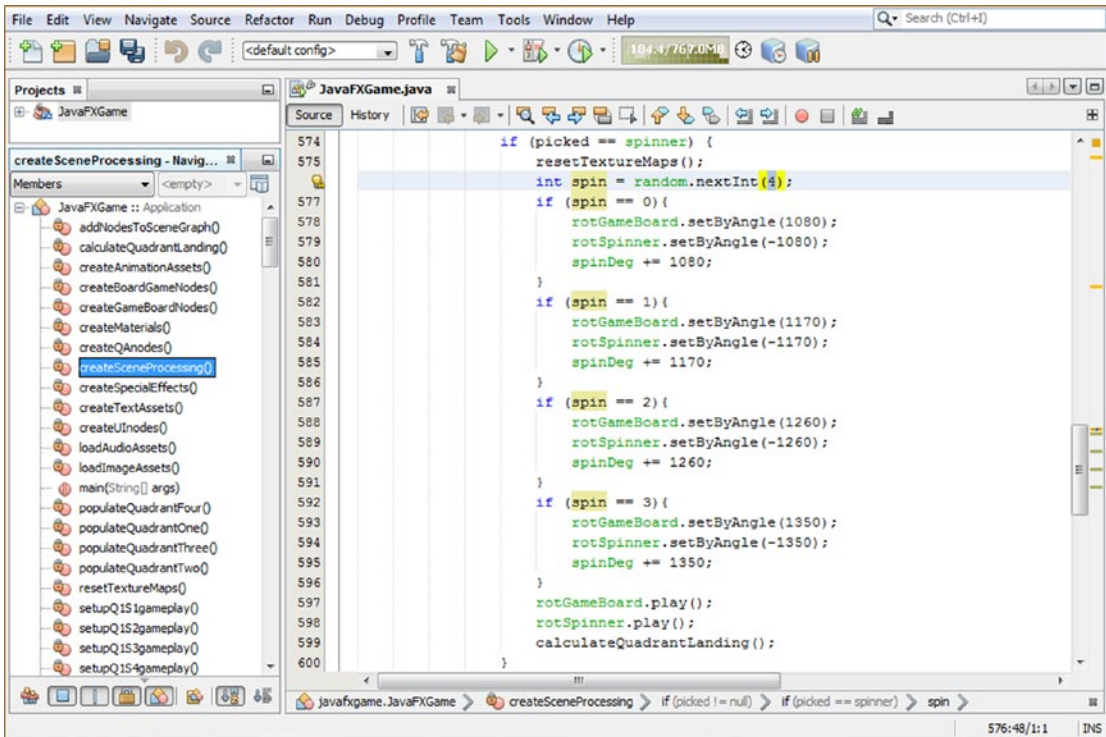 File Edit View Navigate Source Refactor Run Debug Profile Team Tools Window Help
Search (Ctrl+I)
<default config>
184.4/767.0MB
Projects
JavaFXGame
createSceneProcessing - Navig...
Members
<empty>
JavaFXGame :: Application
addNodesToSceneGraph()
calculateQuadrantLanding()
createAnimationAssets()
createBoardGameNodes()
createGameBoardNodes()
createMaterials()
createQAnodes()
createSceneProcessing()
createSpecialEffects()
createTextAssets()
createUInodes()
loadAudioAssets()
loadImageAssets()
main(String[] args)
populateQuadrantFour()
populateQuadrantOne()
populateQuadrantThree()
populateQuadrantTwo()
resetTextureMaps()
setupQ1S1gameplay()
setupQ1S2gameplay()
setupQ1S3gameplay()
setupQ1S4gameplay()
JavaFXGame.java
Source History
574 if (picked == spinner) {
575 resetTextureMaps();
int spin = random.nextInt(4);
577 if (spin == 0){
578 rotGameBoard.setByAngle(1080);
579 rotSpinner.setByAngle(-1080);
580 spinDeg += 1080;
581 }
582 if (spin == 1){
583 rotGameBoard.setByAngle(1170);
584 rotSpinner.setByAngle(-1170);
585 spinDeg += 1170;
586 }
587 if (spin == 2){
588 rotGameBoard.setByAngle(1260);
589 rotSpinner.setByAngle(-1260);
590 spinDeg += 1260;
591 }
592 if (spin == 3){
593 rotGameBoard.setByAngle(1350);
594 rotSpinner.setByAngle(-1350);
595 spinDeg += 1350;
596 }
597 rotGameBoard.play();
598 rotSpinner.play();
599 calculateQuadrantLanding();
600 }
javafxgame.JavaFXGame createSceneProcessing if (picked != null) if (picked == spinner) spin
576:48/1:1 INS